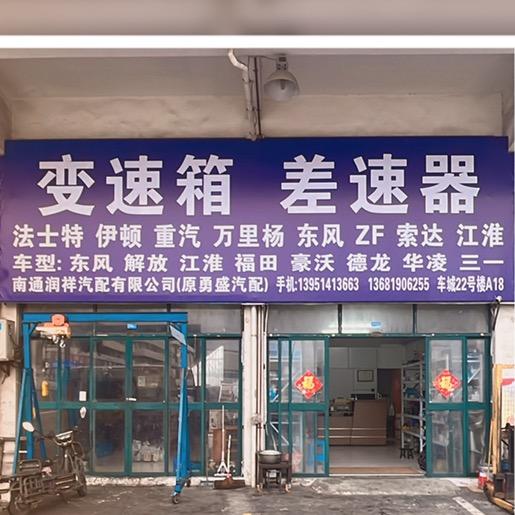 变速箱 差速器
法士特 伊顿 重汽 万里杨 东风 ZF 索达 江淮
车型: 东风 解放 江淮 福田 豪沃 德龙 华凌 三一
南通润祥汽配有限公司(原勇盛汽配) 手机:13951413663 13681906255 车城22号楼A18
福
福